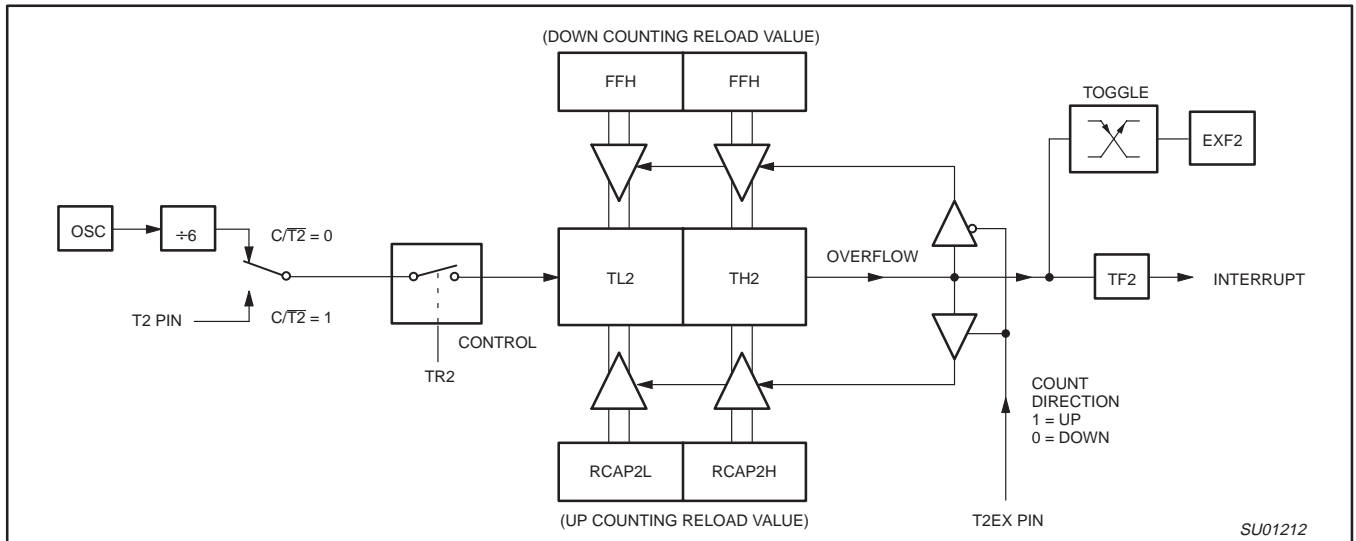 (DOWN COUNTING RELOAD VALUE)
FFH
FFH
TOGGLE
EXF2
OSC
÷6
C/T2̅ = 0
T2 PIN
C/T2̅ = 1
CONTROL
TR2
TL2
TH2
OVERFLOW
TF2
INTERRUPT
COUNT
DIRECTION
1 = UP
0 = DOWN
RCAP2L
RCAP2H
(UP COUNTING RELOAD VALUE)
T2EX PIN
SU01212